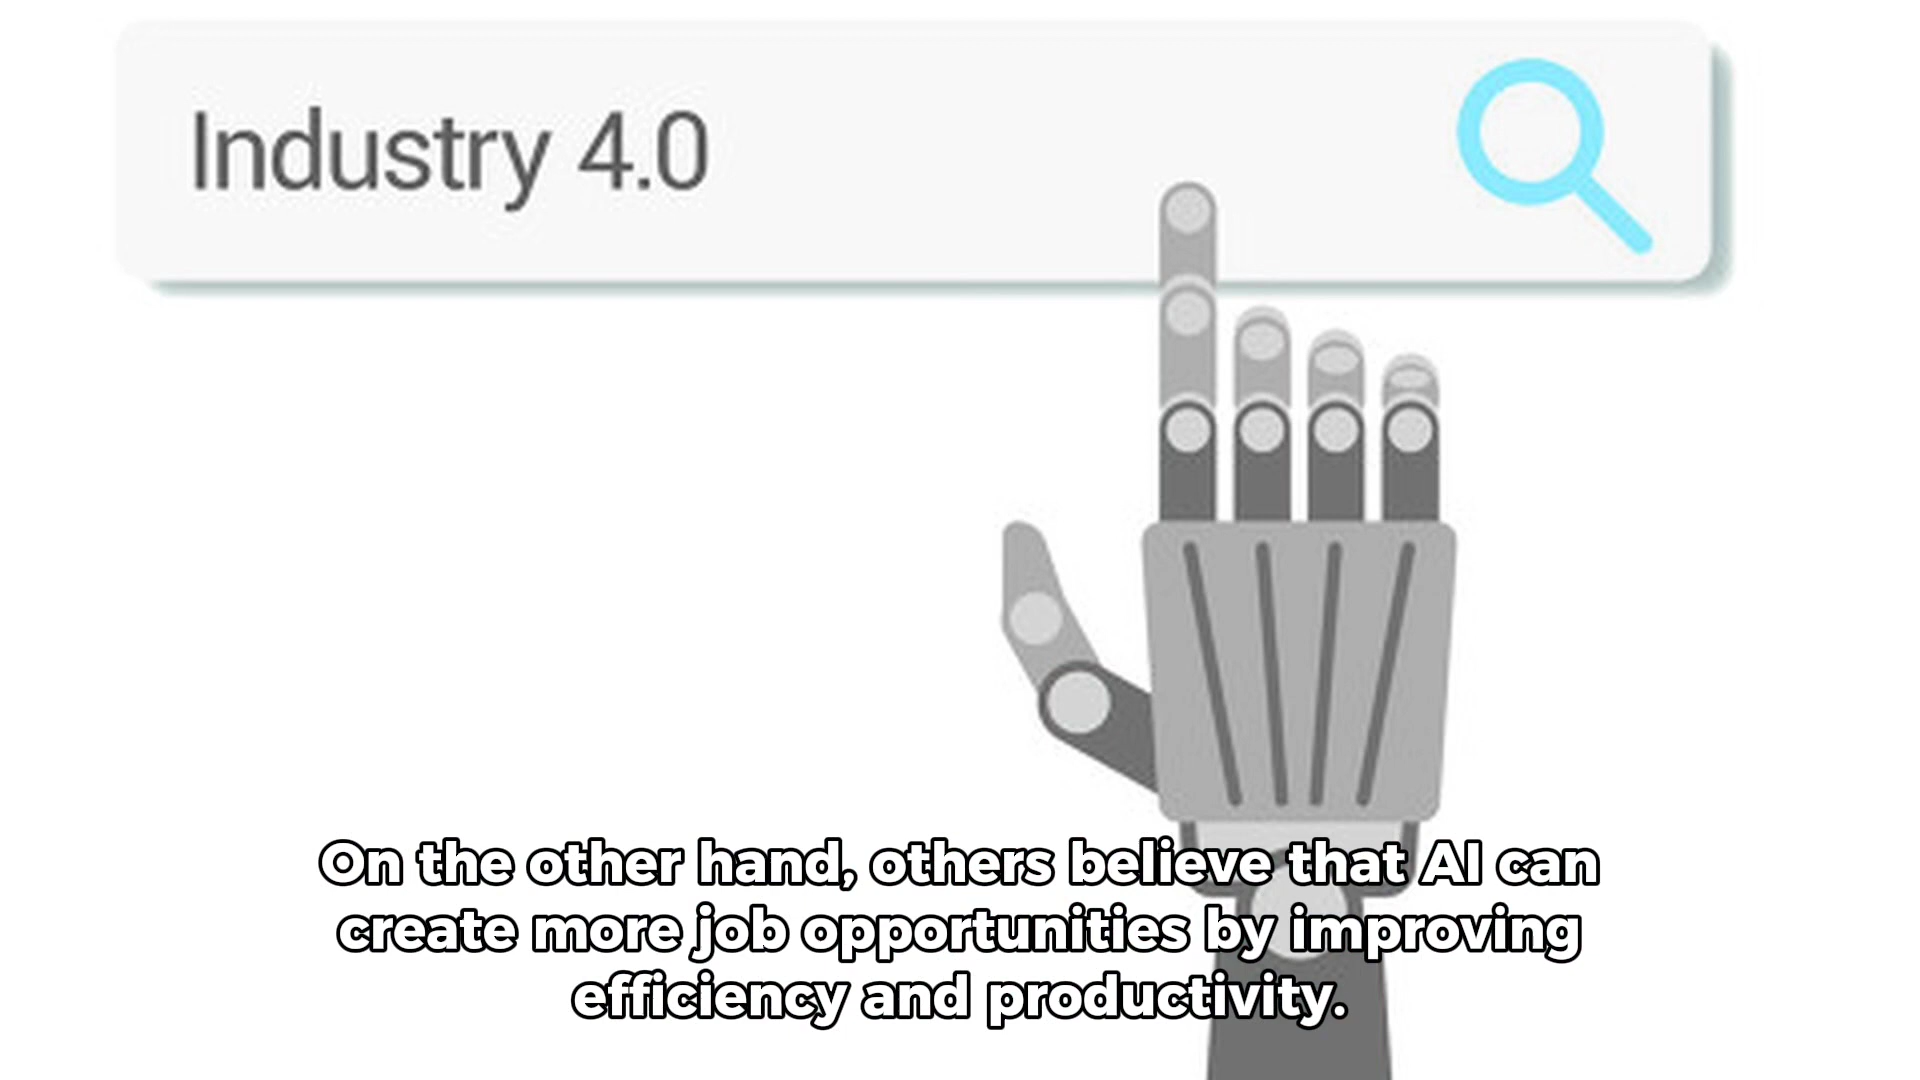 Industry 4.0
On the other hand, others believe that AI can
create more job opportunities by improving
efficiency and productivity.